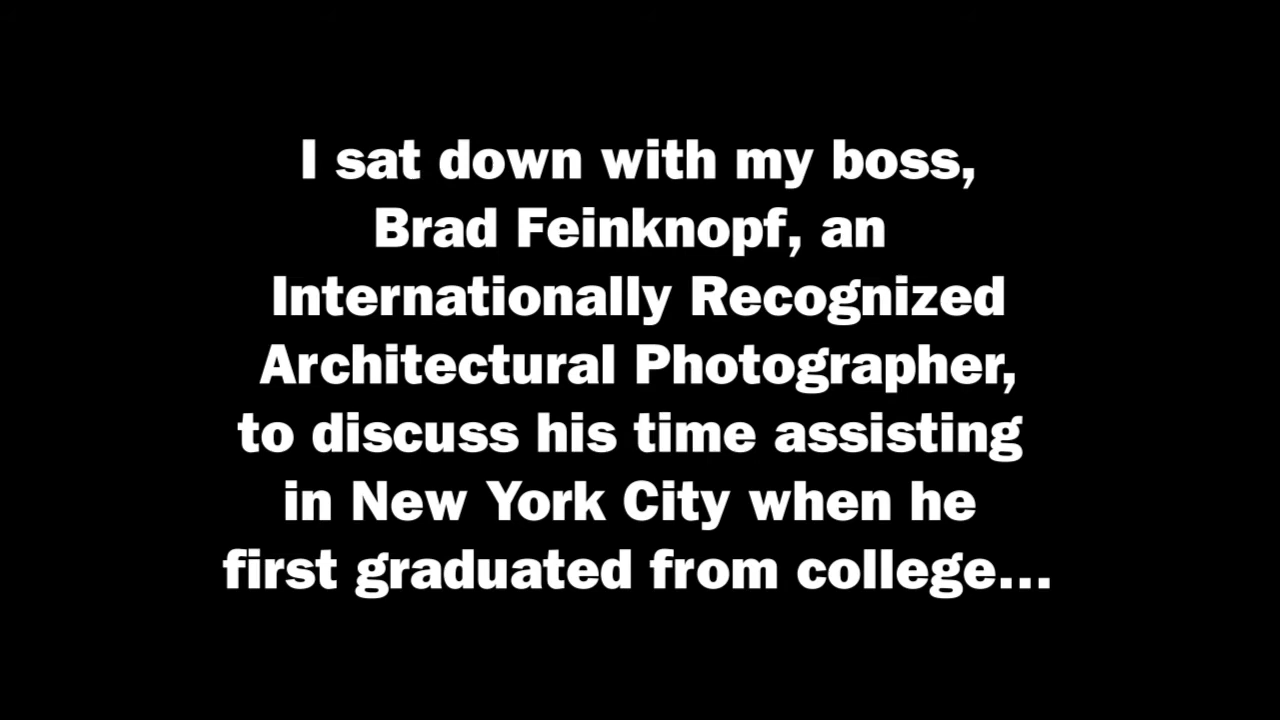 I sat down with my boss,
Brad Feinknopf, an
Internationally Recognized
Architectural Photographer,
to discuss his time assisting
in New York City when he
first graduated from college...